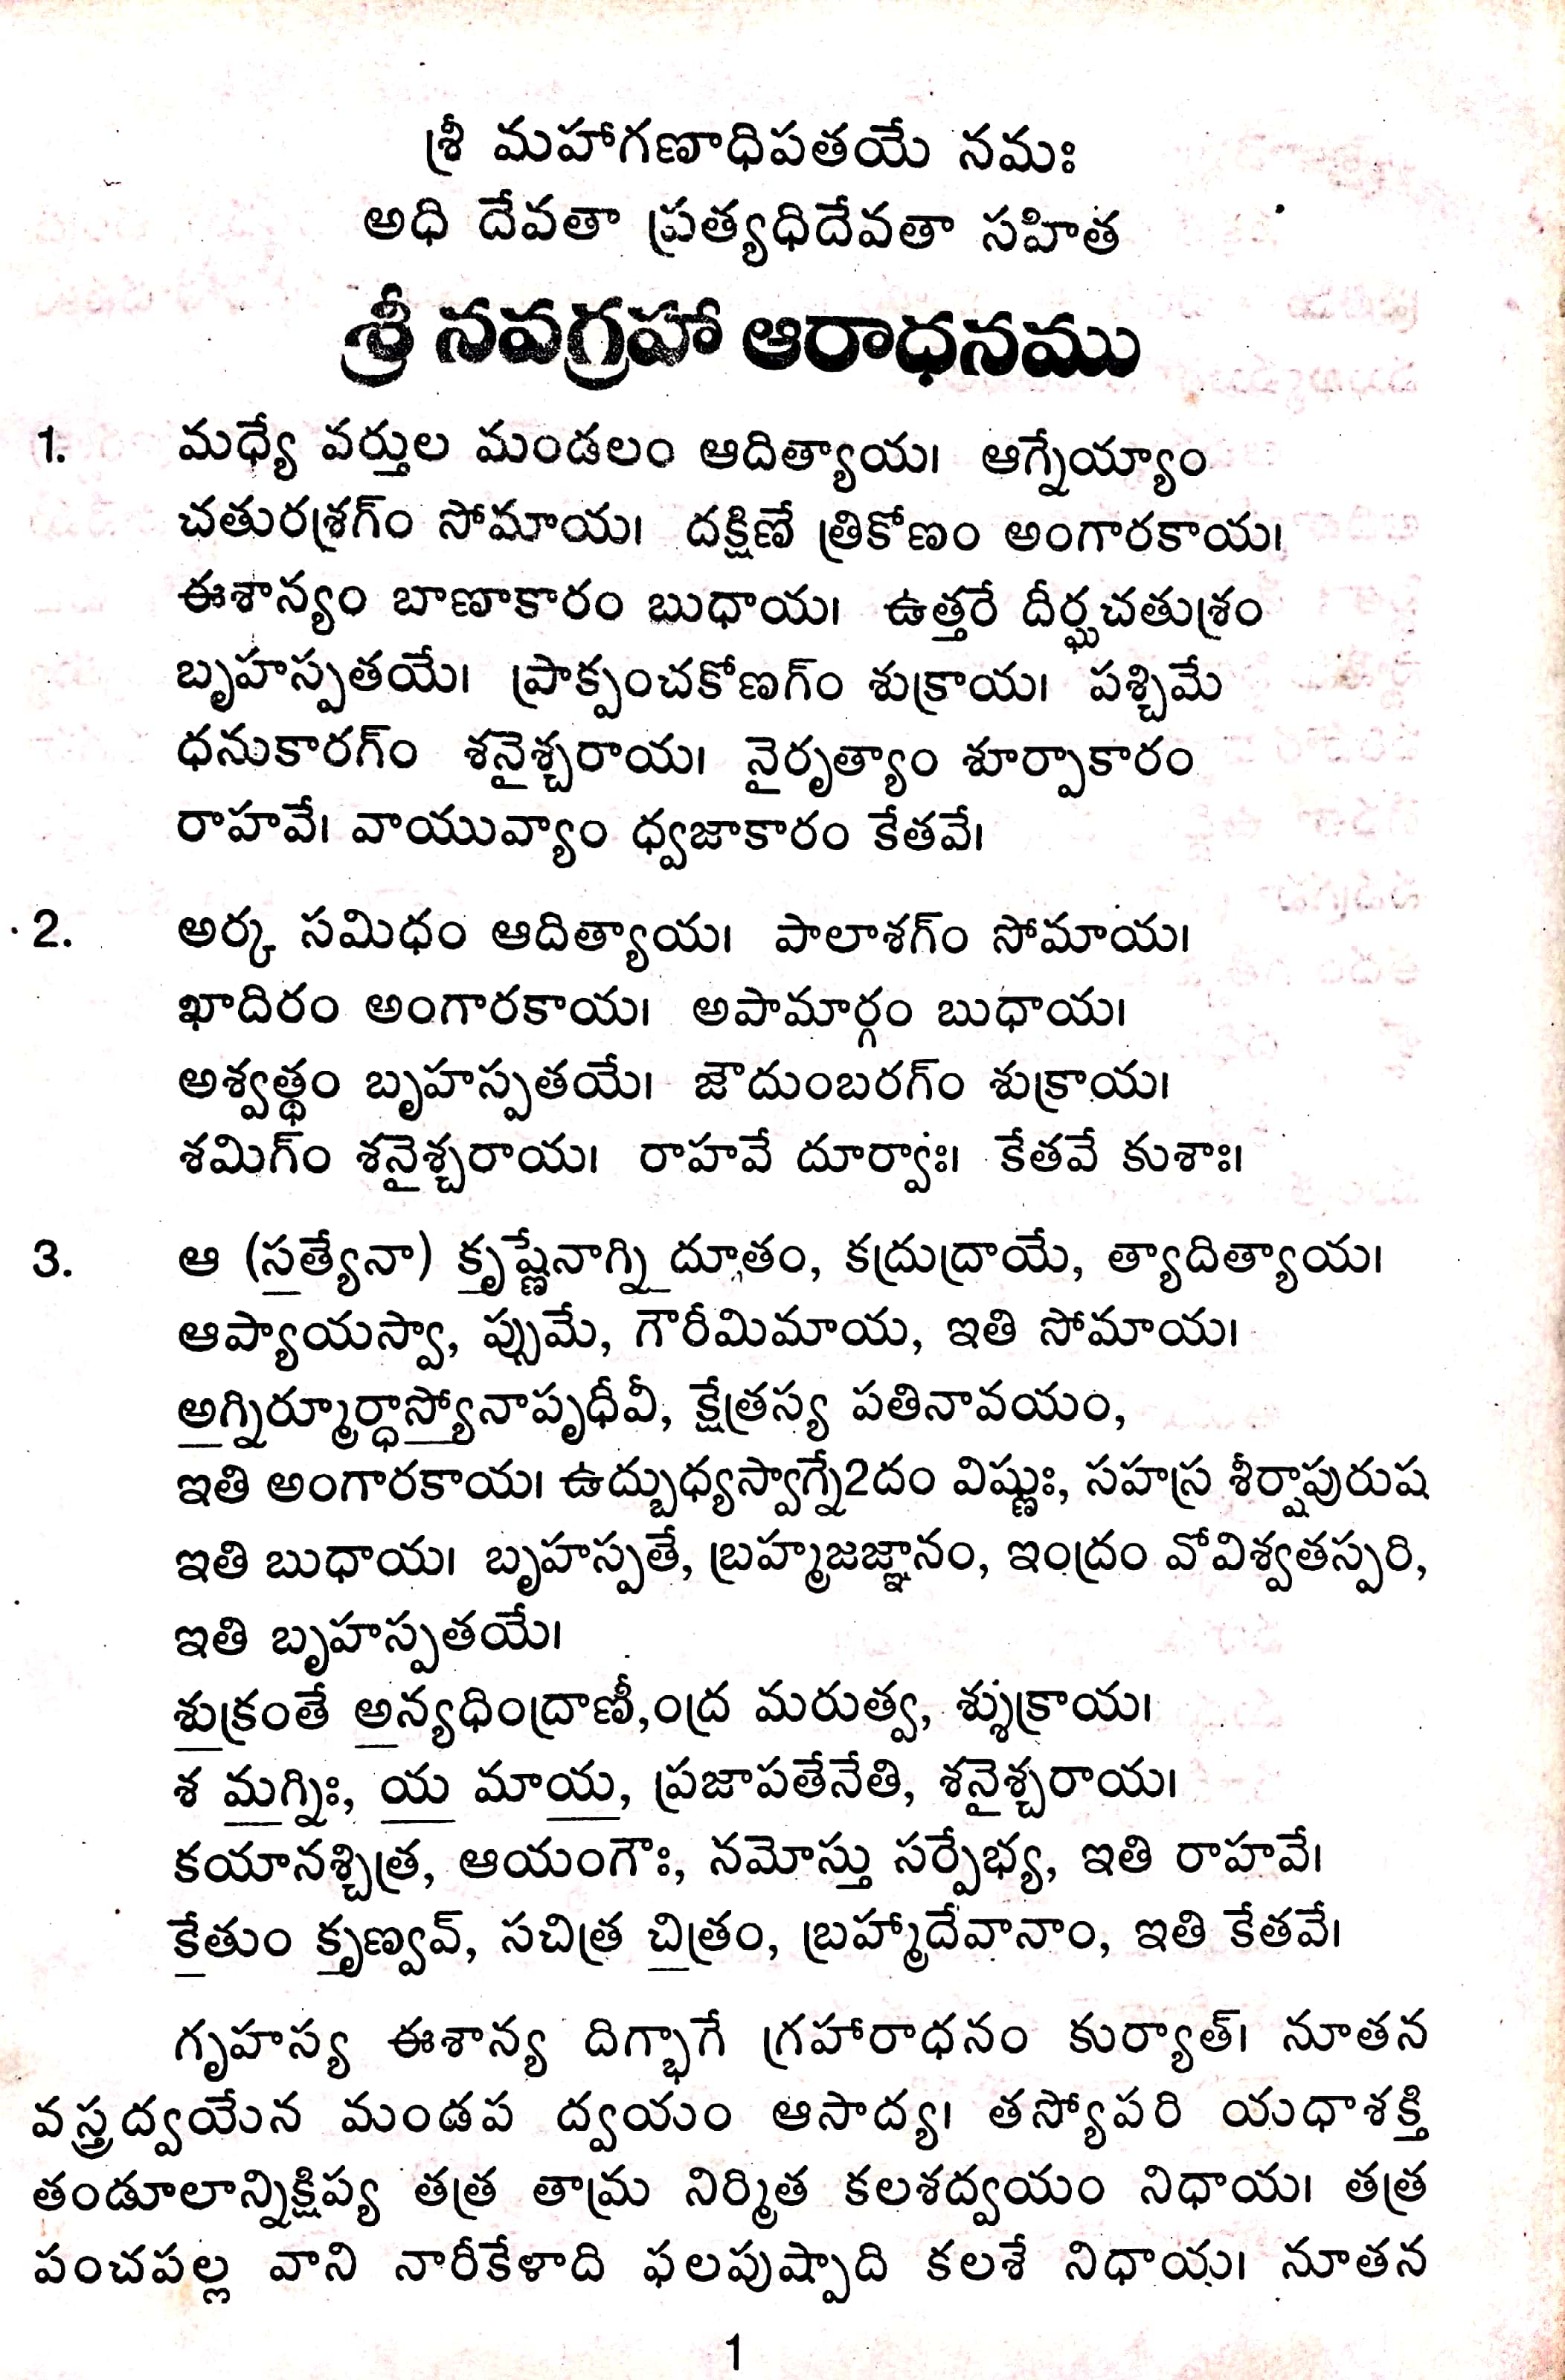 శ్రీ మహాగణాధిపతయే నమః
అధి దేవతా ప్రత్యధిదేవతా సహిత
శ్రీ నవగ్రహా ఆరాధనము
1. మధ్యే వర్తుల మండలం ఆదిత్యాయ। ఆగ్నేయ్యాం
చతురశ్రగ్ం సోమాయ। దక్షిణే త్రికోణం అంగారకాయ।
ఈశాన్యం బాణాకారం బుధాయ। ఉత్తరే దీర్ఘచతుశ్రం
బృహస్పతయే। ప్రాక్పంచకోణగ్ం శుక్రాయ। పశ్చిమే
ధనుకారగ్ం శనైశ్చరాయ। నైరృత్యాం శూర్పాకారం
రాహవే। వాయువ్యాం ధ్వజాకారం కేతవే।
2. అర్క సమిధం ఆదిత్యాయ। పాలాశగ్ం సోమాయ।
ఖాదిరం అంగారకాయ। అపామార్గం బుధాయ।
అశ్వత్థం బృహస్పతయే। జౌదుంబరగ్ం శుక్రాయ।
శమిగ్ం శనైశ్చరాయ। రాహవే దూర్వాః। కేతవే కుశాః।
3. ఆ (సత్యేనా) కృష్ణేనాగ్ని దూతం, కద్రుద్రాయే, త్యాదిత్యాయ।
ఆప్యాయస్వా, ప్సుమే, గౌరీమిమాయ, ఇతి సోమాయ।
అగ్నిర్మూర్ధాస్యోనాపృధీవీ, క్షేత్రస్య పతినావయం,
ఇతి అంగారకాయ। ఉద్బుధ్యస్వాగ్నే2దం విష్ణుః, సహస్ర శీర్షాపురుష
ఇతి బుధాయ। బృహస్పతే, బ్రహ్మజజ్ఞానం, ఇంద్రం వోవిశ్వతస్పరి,
ఇతి బృహస్పతయే।
శుక్రంతే అన్యధింద్రాణీ,ంద్ర మరుత్వ, శ్శుక్రాయ।
శ మగ్నిః, య మాయ, ప్రజాపతేనేతి, శనైశ్చరాయ।
కయానశ్చిత్ర, ఆయంగౌః, నమోస్తు సర్పేభ్య, ఇతి రాహవే।
కేతుం కృణ్వవ్, సచిత్ర చిత్రం, బ్రహ్మాదేవానాం, ఇతి కేతవే।
గృహస్య ఈశాన్య దిగ్భాగే గ్రహారాధనం కుర్యాత్। నూతన
వస్త్రద్వయేన మండప ద్వయం ఆసాద్య। తస్యోపరి యధాశక్తి
తండూలాన్నిక్షిప్య తత్ర తామ్ర నిర్మిత కలశద్వయం నిధాయ। తత్ర
పంచపల్ల వాని నారీకేళాది ఫలపుష్పాది కలశే నిధాయ। నూతన
1